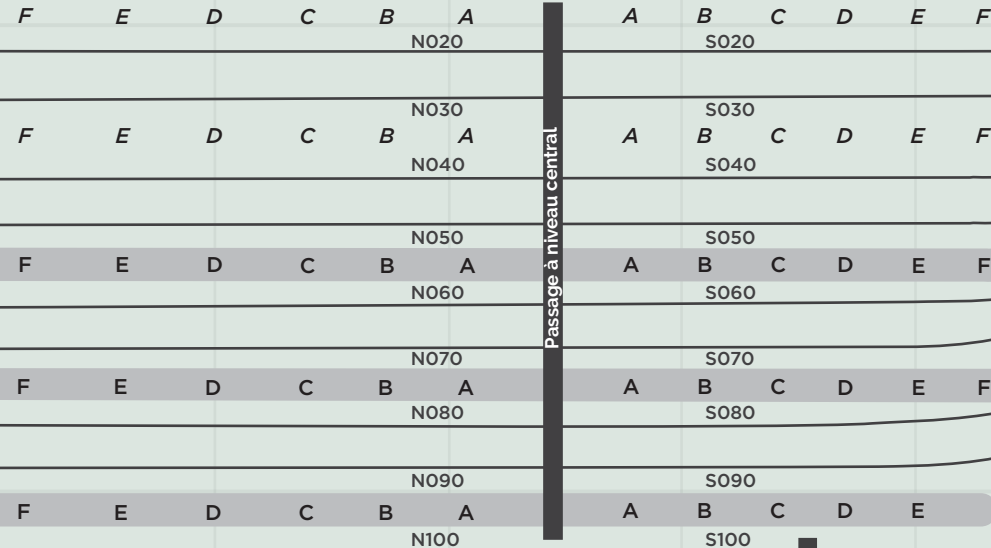 F E D C B A A B C D E F
N020 S020
N030 S030
F E D C B A A B C D E F
N040 S040
Passage à niveau central
N050 S050
F E D C B A A B C D E F
N060 S060
N070 S070
F E D C B A A B C D E F
N080 S080
N090 S090
F E D C B A A B C D E
N100 S100